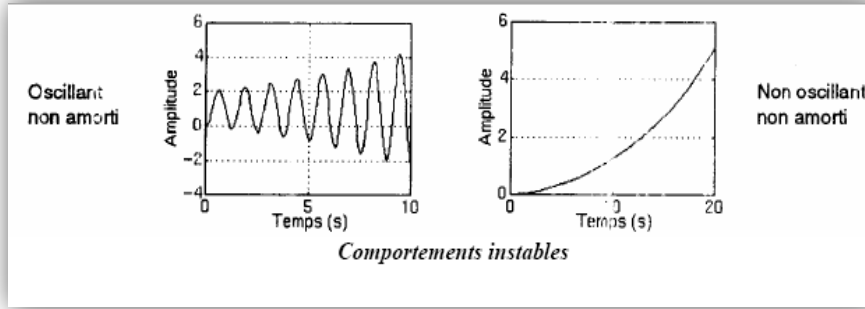 Oscillant
non amorti
Amplitude
6
4
2
0
−2
−4
0
5
10
Temps (s)
Amplitude
6
4
2
0
0
10
20
Temps (s)
Non oscillant
non amorti
Comportements instables